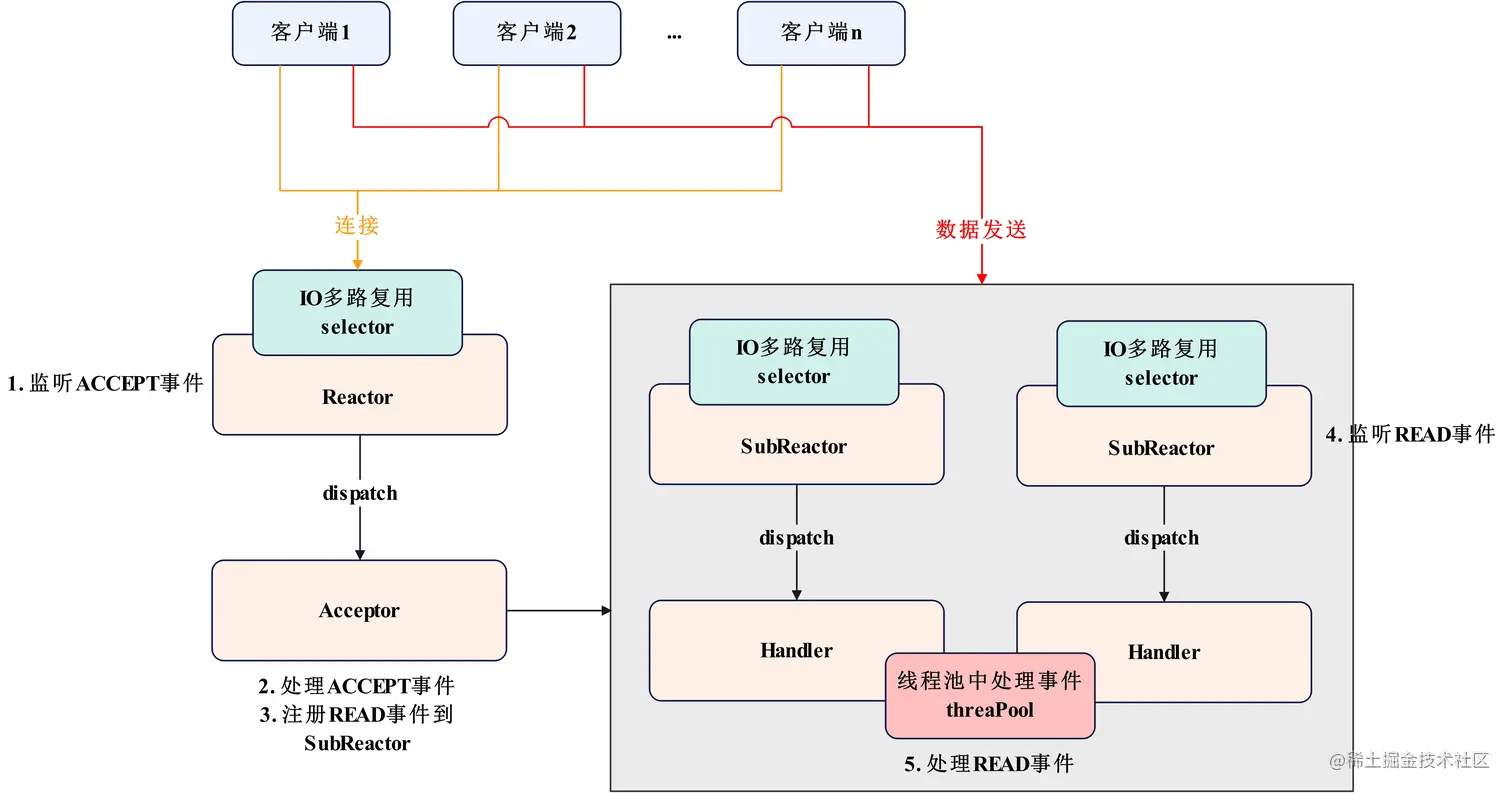 客户端1
客户端2
...
客户端n
连接
数据发送
IO多路复用
selector
Reactor
1. 监听ACCEPT事件
dispatch
Acceptor
2. 处理ACCEPT事件
3. 注册READ事件到
SubReactor
IO多路复用
selector
SubReactor
dispatch
Handler
IO多路复用
selector
SubReactor
4. 监听READ事件
dispatch
Handler
线程池中处理事件
threaPool
5. 处理READ事件
@稀土掘金技术社区